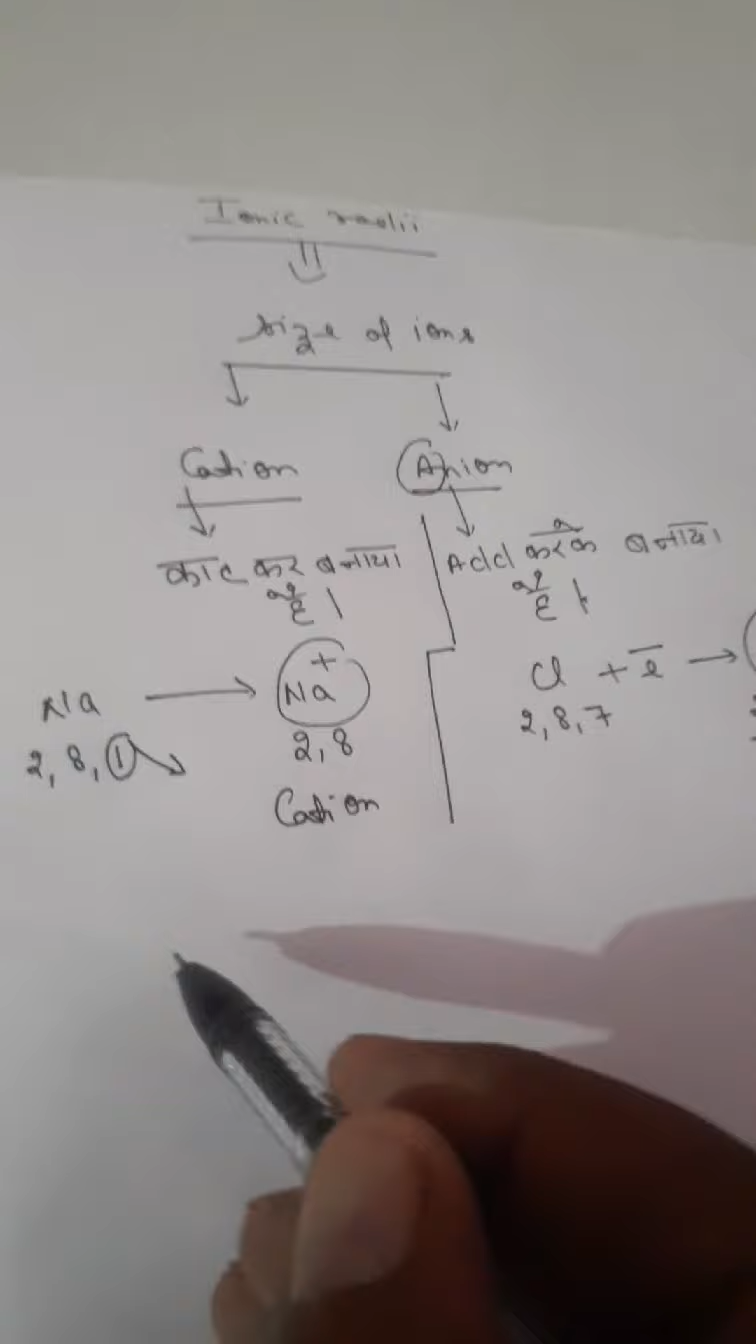 Ionic radii
size of ions
Cation
Anion
काट कर बनाया
है।
Add करके बनाया
है।
Na → Na+
2, 8, 1
2, 8
Cation
Cl + e̅ →
2, 8, 7